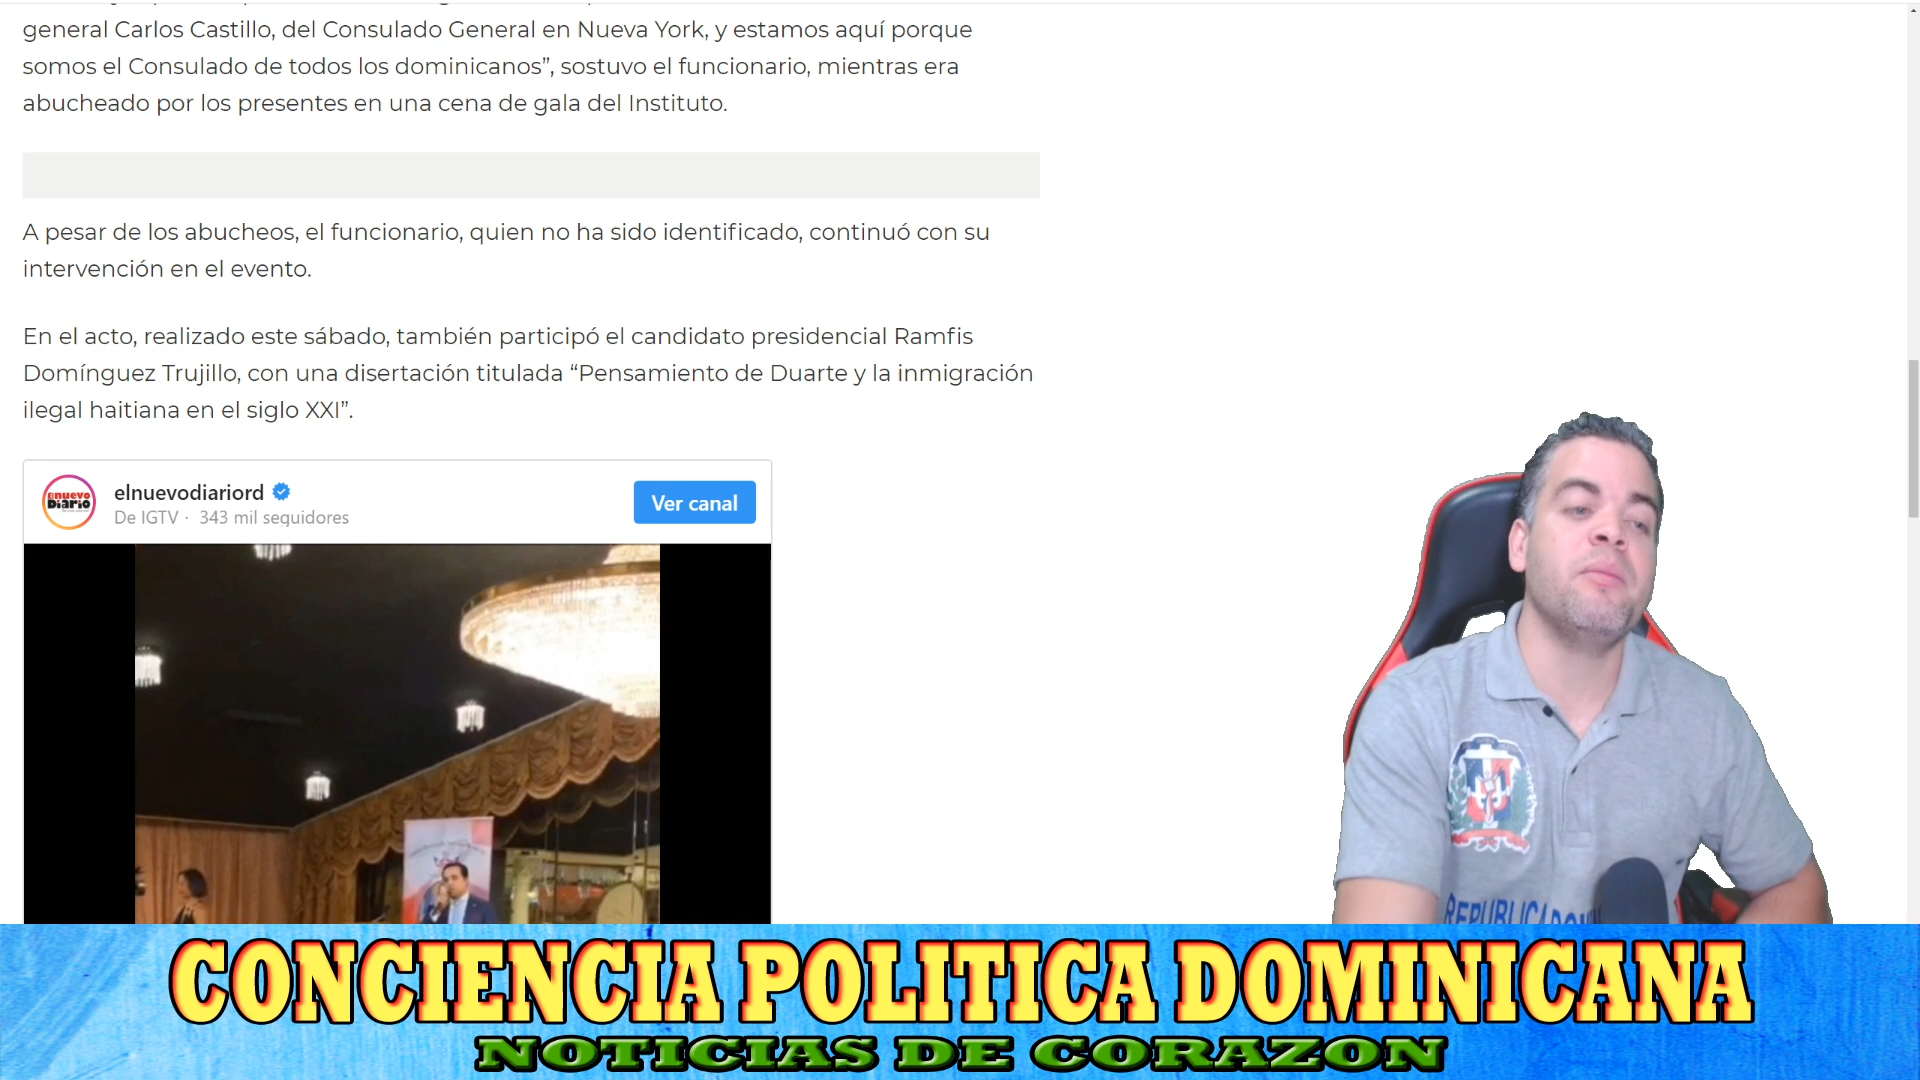 general Carlos Castillo, del Consulado General en Nueva York, y estamos aquí porque
somos el Consulado de todos los dominicanos”, sostuvo el funcionario, mientras era
abucheado por los presentes en una cena de gala del Instituto.
A pesar de los abucheos, el funcionario, quien no ha sido identificado, continuó con su
intervención en el evento.
En el acto, realizado este sábado, también participó el candidato presidencial Ramfis
Domínguez Trujillo, con una disertación titulada “Pensamiento de Duarte y la inmigración
ilegal haitiana en el siglo XXI”.
El nuevo
Diario
elnuevodiariord
De IGTV · 343 mil seguidores
Ver canal
REPUBLICA DOM
CONCIENCIA POLITICA DOMINICANA
NOTICIAS DE CORAZON